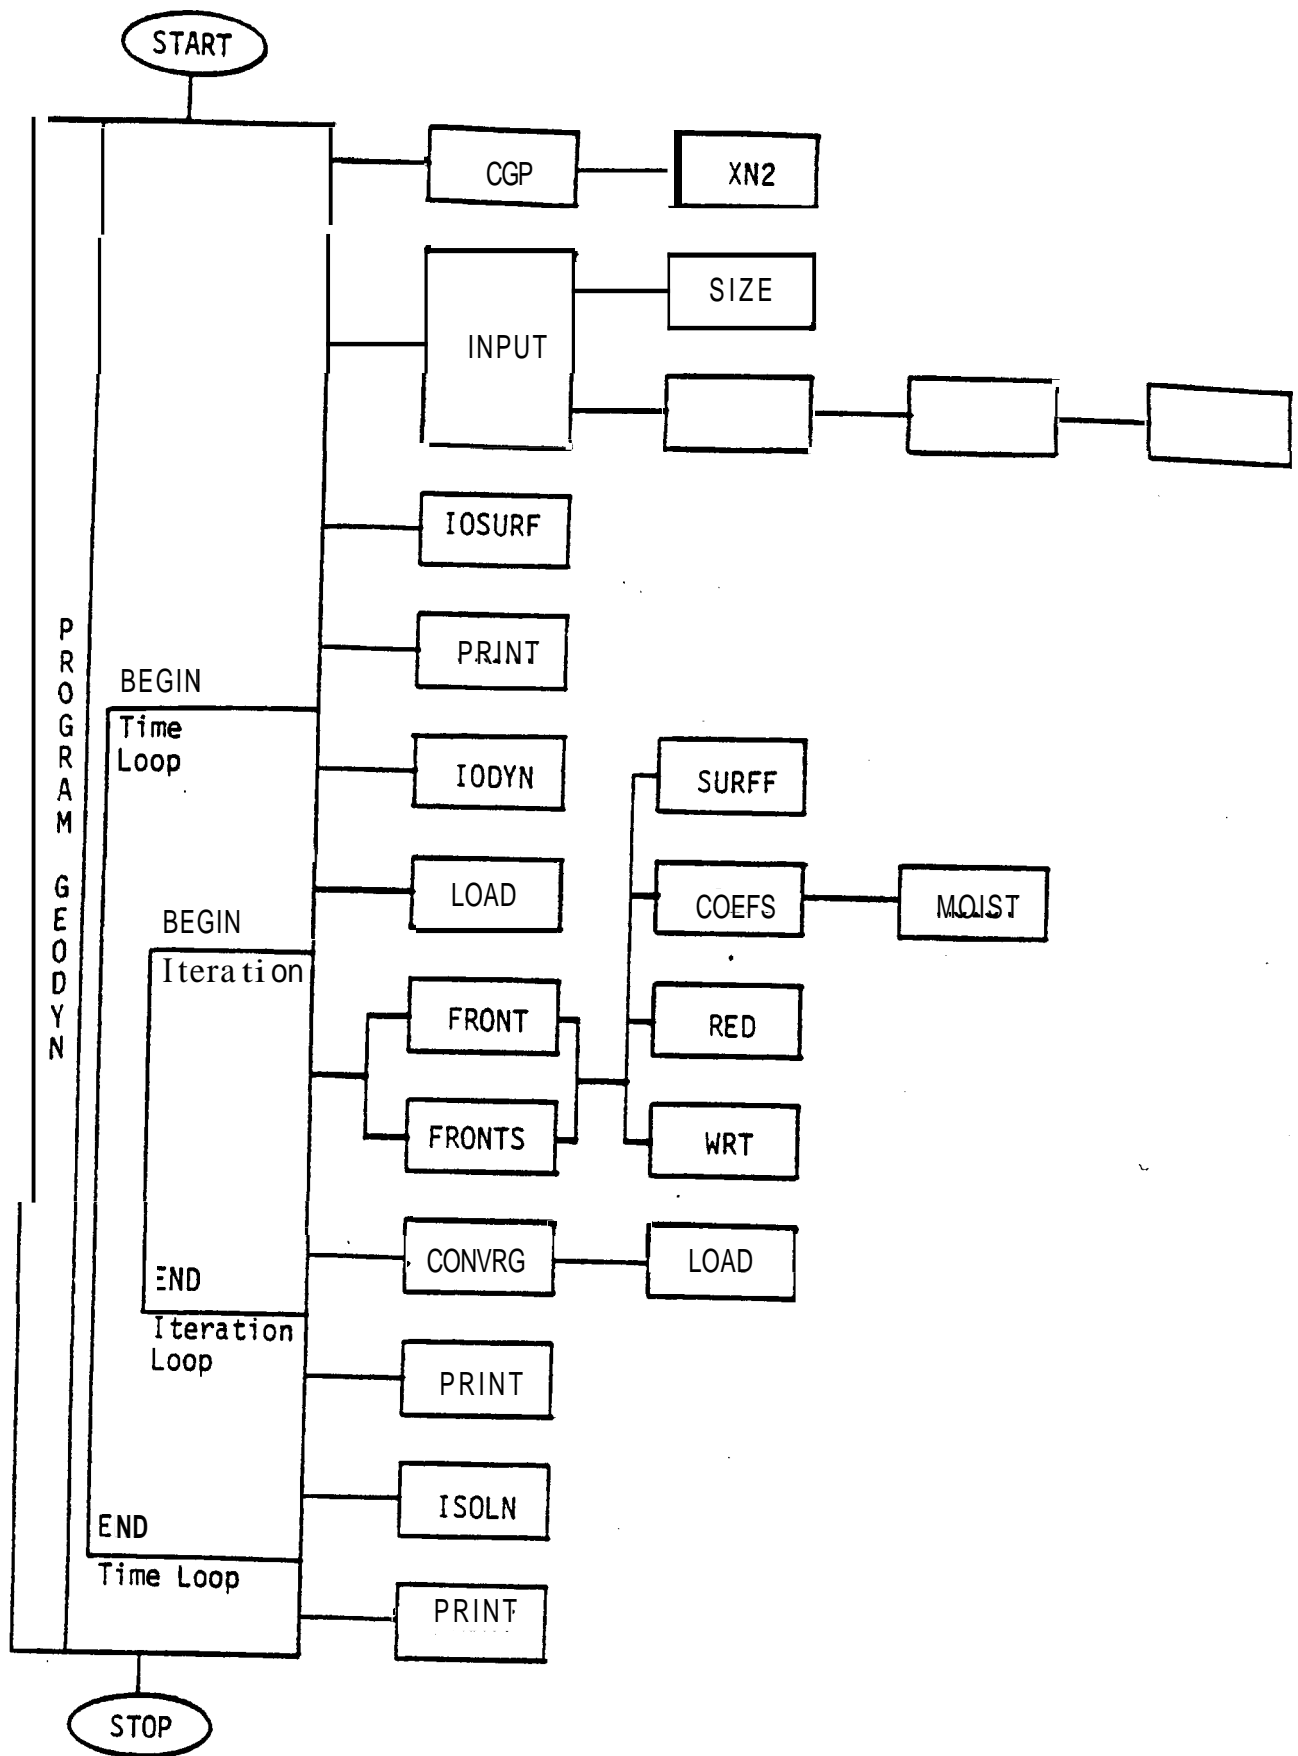 START
CGP
XN2
SIZE
INPUT
IOSURF
PRINT
PROGRAM GEODYN
BEGIN
Time
Loop
IODYN
SURFF
LOAD
COEFS
MOIST
BEGIN
Iteration
FRONT
RED
FRONTS
WRT
CONVRG
LOAD
END
Iteration
Loop
PRINT
ISOLN
END
Time Loop
PRINT
STOP